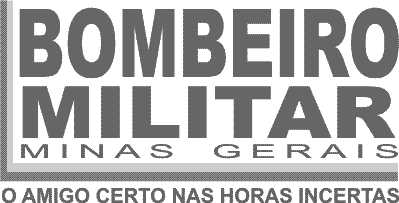 BOMBEIRO
MILITAR
MINAS GERAIS
O AMIGO CERTO NAS HORAS INCERTAS